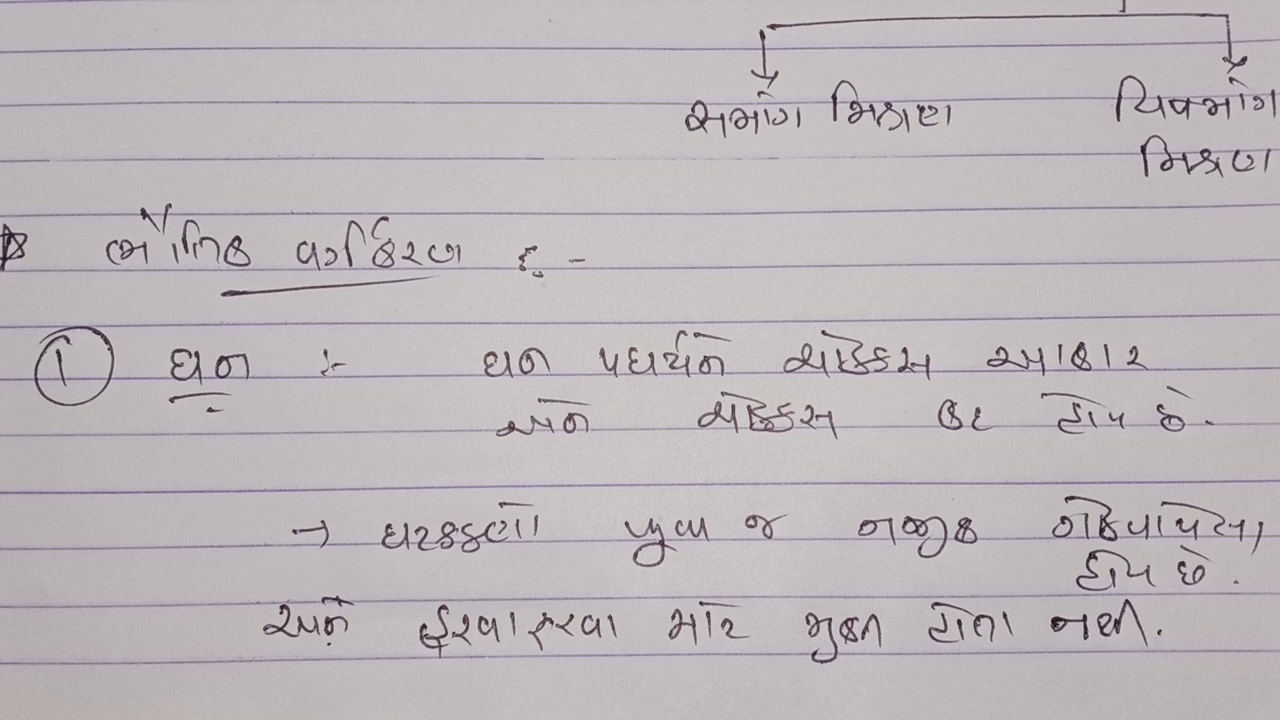 સમાંગ મિશ્રણ વિષમાંગ
મિશ્રણ
ભૌતિક વર્ગિકરણ :-
① ઘન :- ઘન પદાર્થને ચોક્કસ આકાર
અને ચોક્કસ કદ હોય છે.
→ ઘટકકણો ખુબ જ નજીક ગોઠવાયેલા
હોય છે.
અને હરવા ફરવા માટે મુક્ત હોતા નથી.